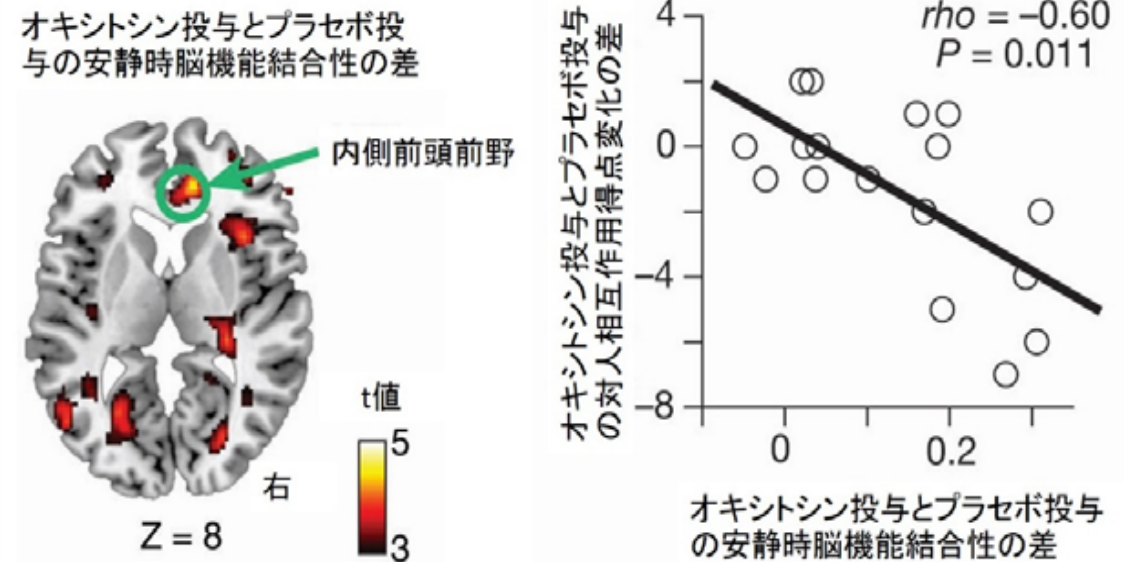 オキシトシン投与とプラセボ投
与の安静時脳機能結合性の差
内側前頭前野
t値
5
3
右
Z = 8
オキシトシン投与とプラセボ投与
の対人相互作用得点変化の差
rho = –0.60
P = 0.011
4
0
–4
–8
0
0.2
オキシトシン投与とプラセボ投与
の安静時脳機能結合性の差